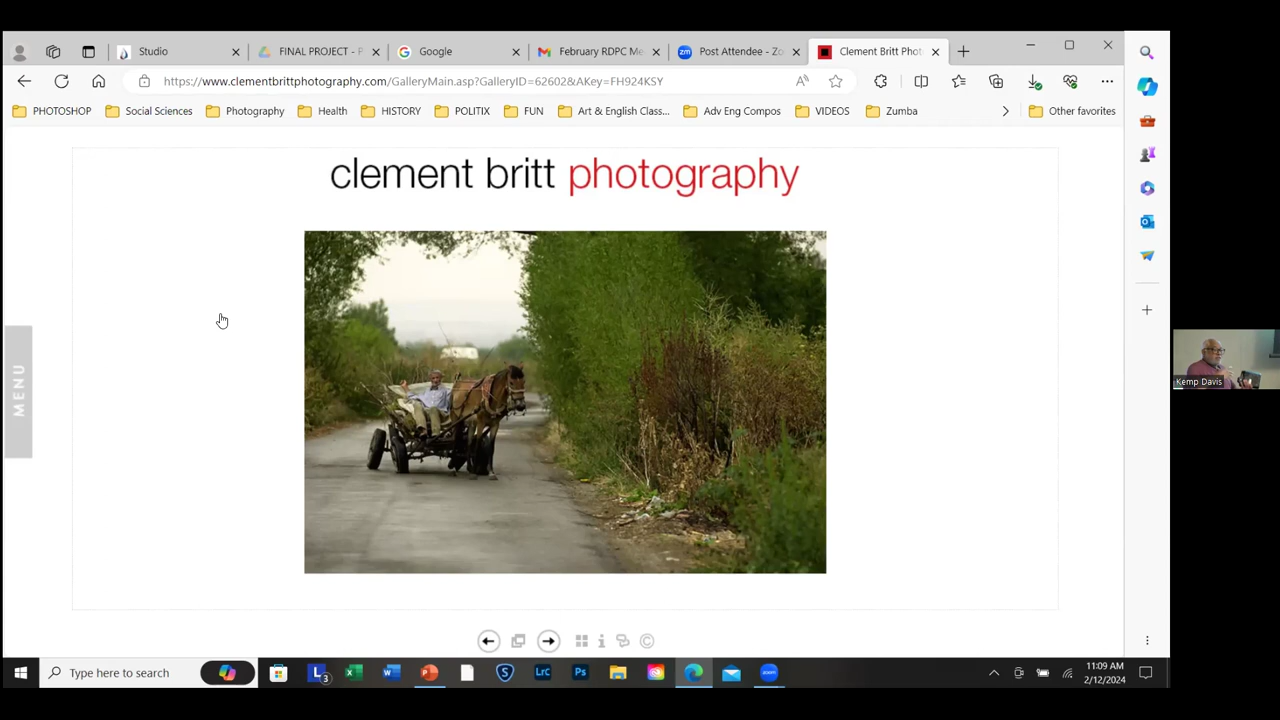 Studio
FINAL PROJECT - P
Google
February RDPC Me
Post Attendee - Zo
Clement Britt Phot
https://www.clementbrittphotography.com/GalleryMain.asp?GalleryID=62602&AKey=FH924KSY
PHOTOSHOP
Social Sciences
Photography
Health
HISTORY
POLITIX
FUN
Art & English Class...
Adv Eng Compos
VIDEOS
Zumba
Other favorites
clement britt photography
MENU
Kemp Davis
Type here to search
11:09 AM
2/12/2024